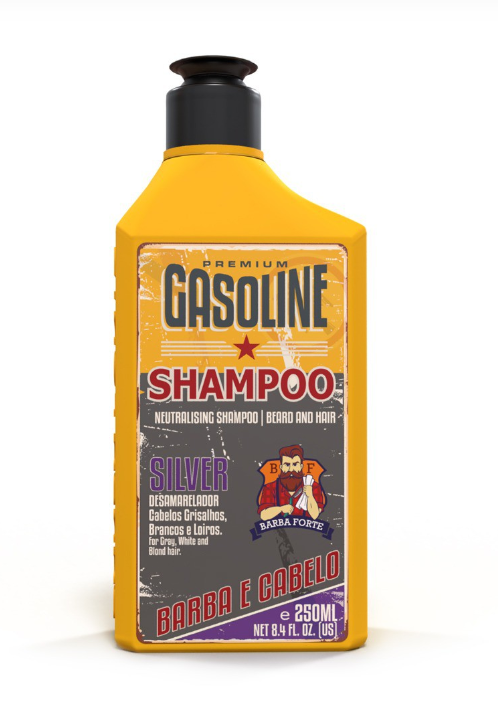 PREMIUM
GASOLINE
SHAMPOO
NEUTRALISING SHAMPOO | BEARD AND HAIR
SILVER
DESAMARELADOR
Cabelos Grisalhos,
Brancos e Loiros.
for Gray, White and
Blond hair.
B F
BARBA FORTE
BARBA E CABELO
e 250ML
NET 8.4 FL. OZ. [US]